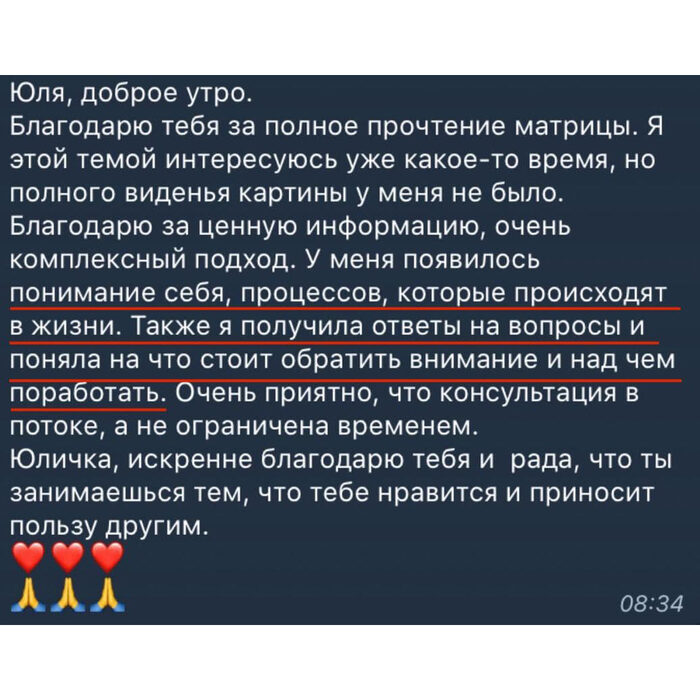 Юля, доброе утро.
Благодарю тебя за полное прочтение матрицы. Я
этой темой интересуюсь уже какое-то время, но
полного виденья картины у меня не было.
Благодарю за ценную информацию, очень
комплексный подход. У меня появилось
понимание себя, процессов, которые происходят
в жизни. Также я получила ответы на вопросы и
поняла на что стоит обратить внимание и над чем
поработать. Очень приятно, что консультация в
потоке, а не ограничена временем.
Юличка, искренне благодарю тебя и  рада, что ты
занимаешься тем, что тебе нравится и приносит
пользу другим.
❤️❤️❤️
🙏🙏🙏
08:34